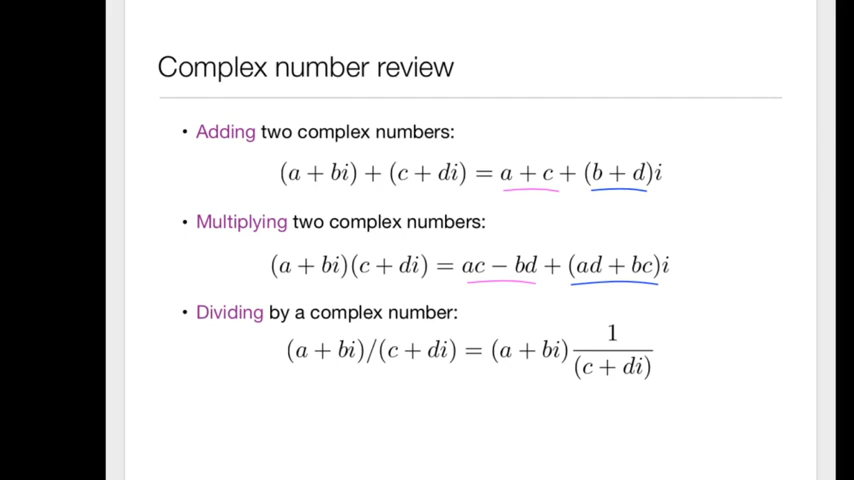 Complex number review
• Adding two complex numbers:
(a + bi) + (c + di) = a + c + (b + d)i
• Multiplying two complex numbers:
(a + bi)(c + di) = ac − bd + (ad + bc)i
• Dividing by a complex number:
(a + bi)/(c + di) = (a + bi) 1/(c + di)